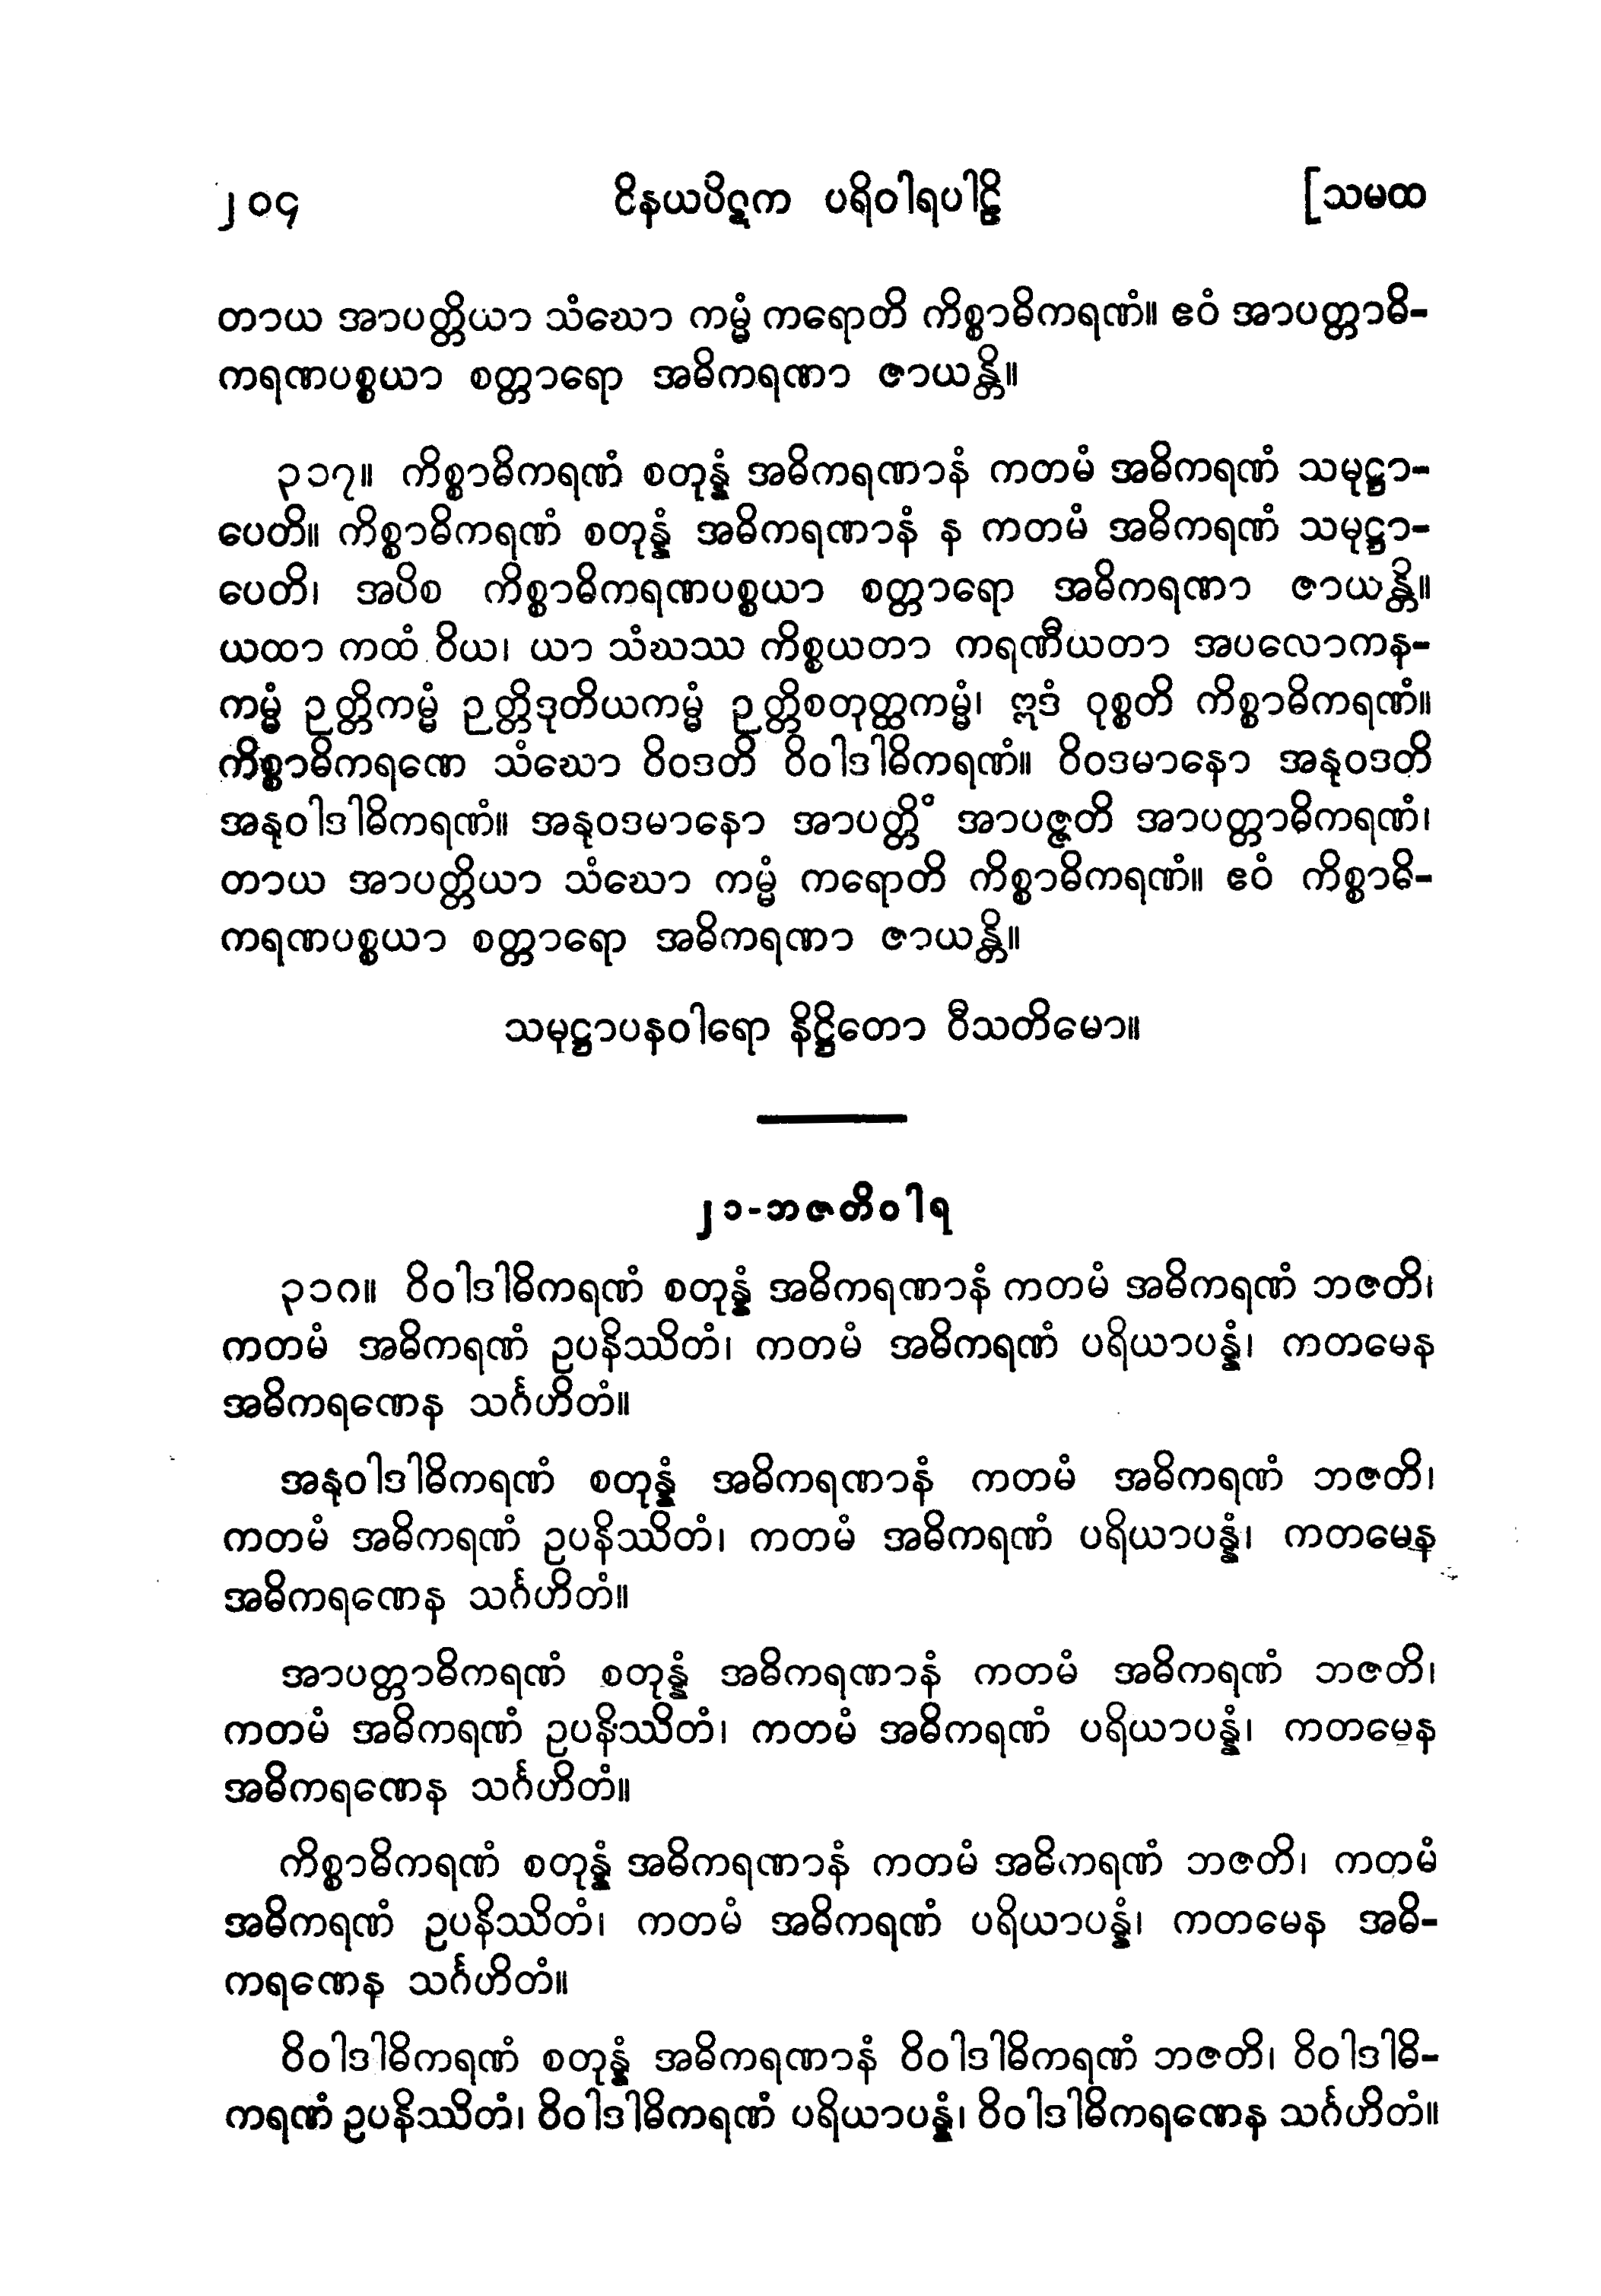 ၂၀၄ ဝိနယပိဋက ပရိဝါရပါဠိ [သမထ
တာယ အာပတ္တိယာ သံဃော ကမ္မံ ကရောတိ ကိစ္စာဓိကရဏံ။ ဧဝံ အာပတ္တာဓိ-
ကရဏပစ္စယာ စတ္တာရော အဓိကရဏာ ဇာယန္တိ။
၃၁၇။ ကိစ္စာဓိကရဏံ စတုန္နံ အဓိကရဏာနံ ကတမံ အဓိကရဏံ သမုဋ္ဌာ-
ပေတိ။ ကိစ္စာဓိကရဏံ စတုန္နံ အဓိကရဏာနံ န ကတမံ အဓိကရဏံ သမုဋ္ဌာ-
ပေတိ၊ အပိစ ကိစ္စာဓိကရဏပစ္စယာ စတ္တာရော အဓိကရဏာ ဇာယန္တိ။
ယထာ ကထံ ဝိယ၊ ယာ သံဃဿ ကိစ္စယတာ ကရဏီယတာ အပလောကန-
ကမ္မံ ဉတ္တိကမ္မံ ဉတ္တိဒုတိယကမ္မံ ဉတ္တိစတုတ္ထကမ္မံ၊ ဣဒံ ဝုစ္စတိ ကိစ္စာဓိကရဏံ။
ကိစ္စာဓိကရဏေ သံဃော ဝိဝဒတိ ဝိဝါဒါဓိကရဏံ။ ဝိဝဒမာနော အနုဝဒတိ
အနုဝါဒါဓိကရဏံ။ အနုဝဒမာနော အာပတ္တိံ အာပဇ္ဇတိ အာပတ္တာဓိကရဏံ၊
တာယ အာပတ္တိယာ သံဃော ကမ္မံ ကရောတိ ကိစ္စာဓိကရဏံ။ ဧဝံ ကိစ္စာဓိ-
ကရဏပစ္စယာ စတ္တာရော အဓိကရဏာ ဇာယန္တိ။
သမုဋ္ဌာပနဝါရော နိဋ္ဌိတော ဝီသတိမော။
၂၁-ဘဇတိဝါရ
၃၁၈။ ဝိဝါဒါဓိကရဏံ စတုန္နံ အဓိကရဏာနံ ကတမံ အဓိကရဏံ ဘဇတိ၊
ကတမံ အဓိကရဏံ ဥပနိဿိတံ၊ ကတမံ အဓိကရဏံ ပရိယာပန္နံ၊ ကတမေန
အဓိကရဏေန သင်္ဂဟိတံ။
အနုဝါဒါဓိကရဏံ စတုန္နံ အဓိကရဏာနံ ကတမံ အဓိကရဏံ ဘဇတိ၊
ကတမံ အဓိကရဏံ ဥပနိဿိတံ၊ ကတမံ အဓိကရဏံ ပရိယာပန္နံ၊ ကတမေန
အဓိကရဏေန သင်္ဂဟိတံ။
အာပတ္တာဓိကရဏံ စတုန္နံ အဓိကရဏာနံ ကတမံ အဓိကရဏံ ဘဇတိ၊
ကတမံ အဓိကရဏံ ဥပနိဿိတံ၊ ကတမံ အဓိကရဏံ ပရိယာပန္နံ၊ ကတမေန
အဓိကရဏေန သင်္ဂဟိတံ။
ကိစ္စာဓိကရဏံ စတုန္နံ အဓိကရဏာနံ ကတမံ အဓိကရဏံ ဘဇတိ၊ ကတမံ
အဓိကရဏံ ဥပနိဿိတံ၊ ကတမံ အဓိကရဏံ ပရိယာပန္နံ၊ ကတမေန အဓိ-
ကရဏေန သင်္ဂဟိတံ။
ဝိဝါဒါဓိကရဏံ စတုန္နံ အဓိကရဏာနံ ဝိဝါဒါဓိကရဏံ ဘဇတိ၊ ဝိဝါဒါဓိ-
ကရဏံ ဥပနိဿိတံ၊ ဝိဝါဒါဓိကရဏံ ပရိယာပန္နံ၊ ဝိဝါဒါဓိကရဏေန သင်္ဂဟိတံ။